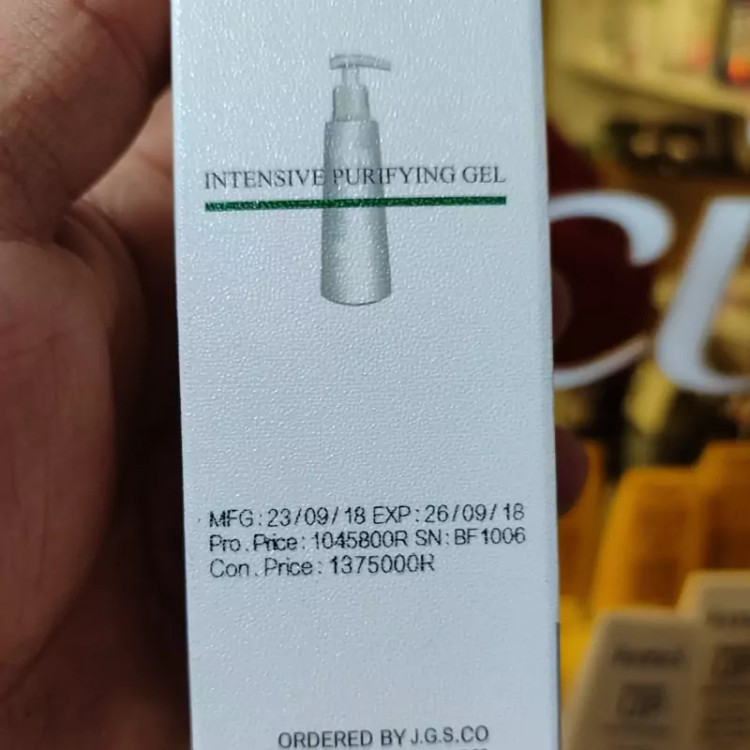 INTENSIVE PURIFYING GEL
MFG:23/09/18 EXP:26/09/18
Pro.Price:1045800R SN:BF1006
Con.Price:1375000R
ORDERED BY J.G.S.CO